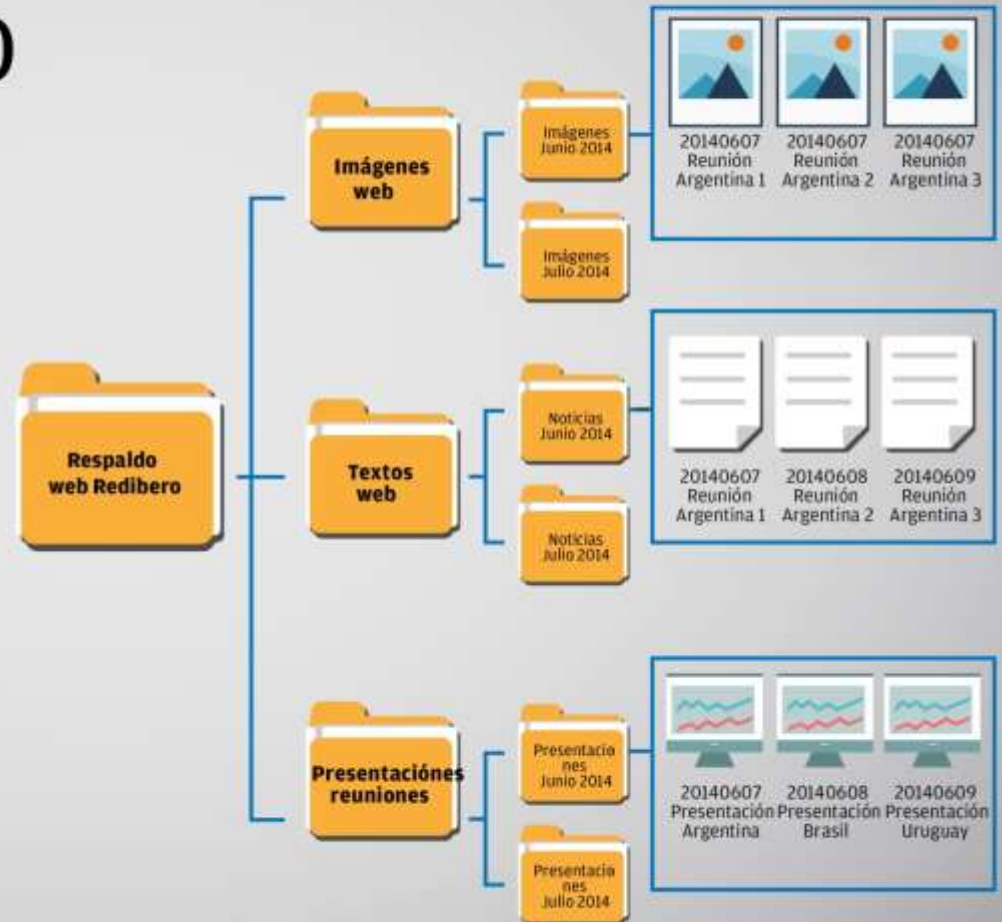 Respaldo
web Redibero
Imágenes
web
Imágenes
Junio 2014
Imágenes
Julio 2014
20140607
Reunión
Argentina 1
20140607
Reunión
Argentina 2
20140607
Reunión
Argentina 3
Textos
web
Noticias
Junio 2014
Noticias
Julio 2014
20140607
Reunión
Argentina 1
20140608
Reunión
Argentina 2
20140609
Reunión
Argentina 3
Presentaciónes
reuniones
Presentacio
nes
Junio 2014
Presentacio
nes
Julio 2014
20140607
Presentación
Argentina
20140608
Presentación
Brasil
20140609
Presentación
Uruguay